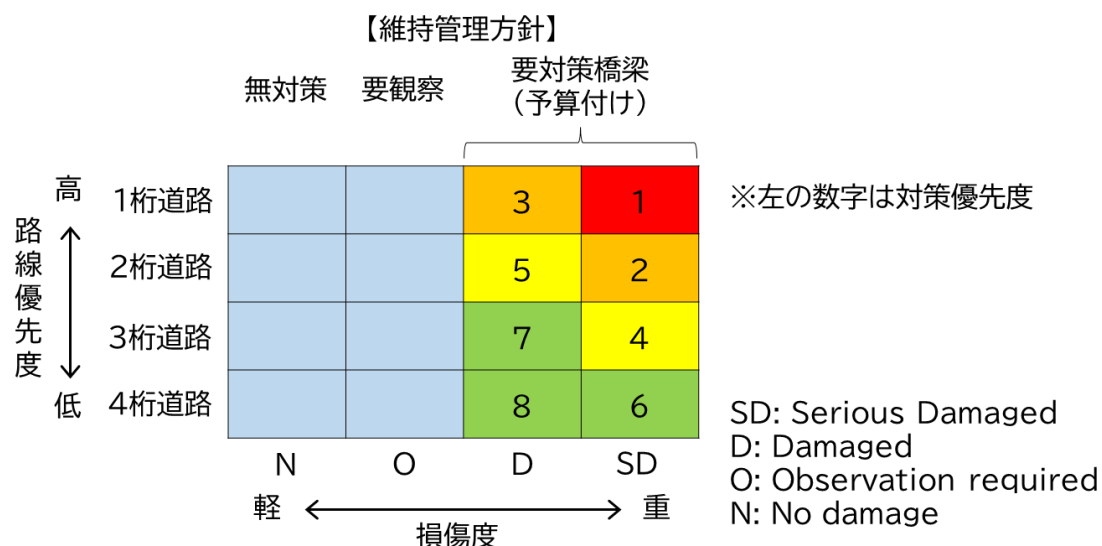 【維持管理方針】
無対策 要観察 要対策橋梁
(予算付け)
高 1桁道路 3 1 ※左の数字は対策優先度
2桁道路 5 2
路線優先度
3桁道路 7 4
低 4桁道路 8 6
N O D SD
軽 重
損傷度
SD: Serious Damaged
D: Damaged
O: Observation required
N: No damage